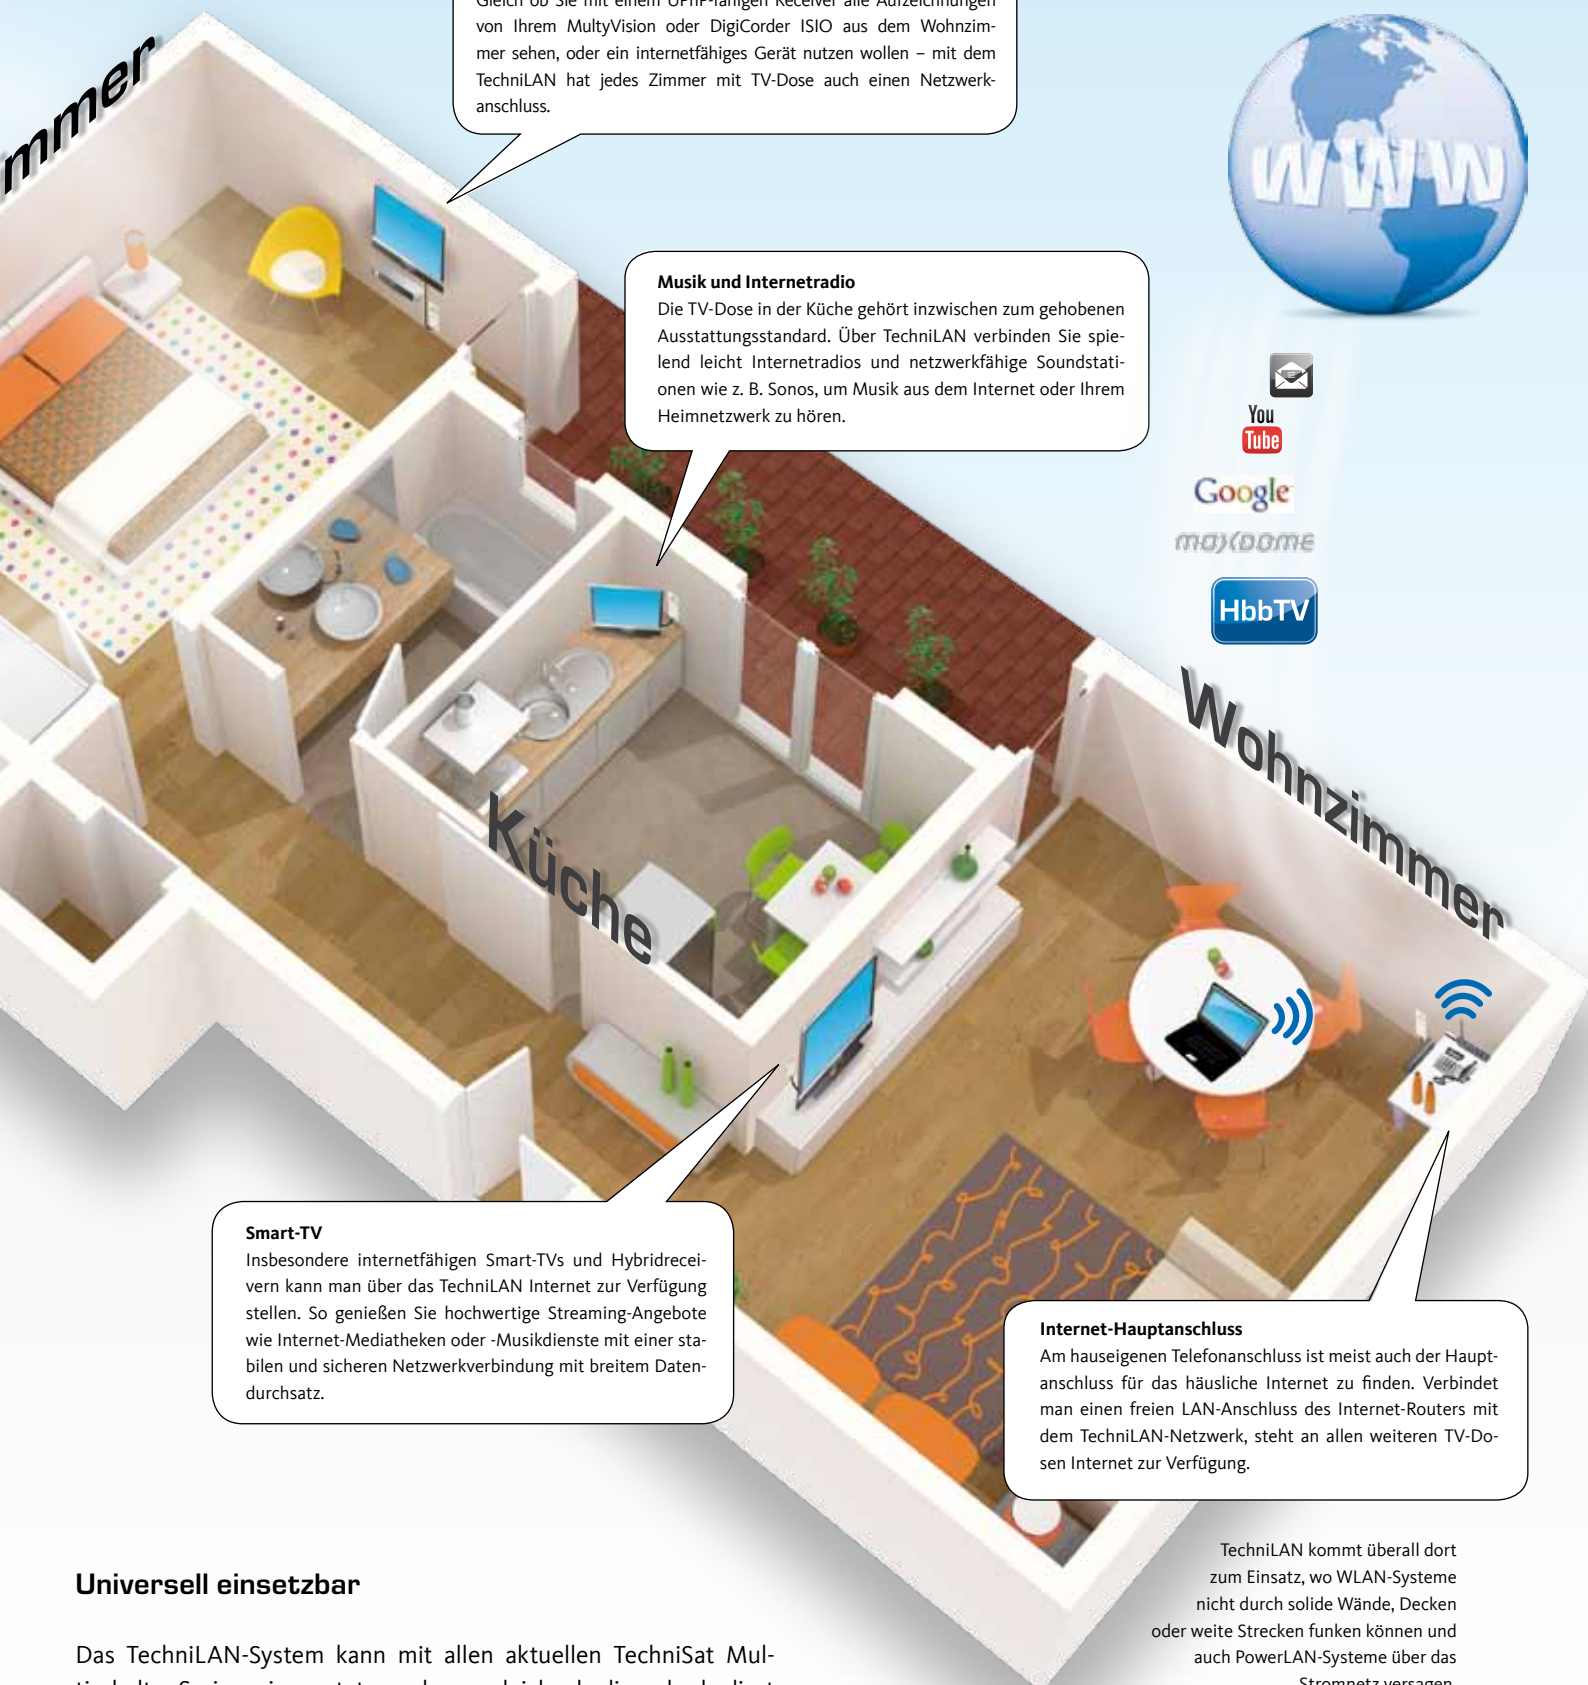 Gleich ob Sie mit einem UPnP-fähigen Receiver alle Aufzeichnungen
von Ihrem MultyVision oder DigiCorder ISIO aus dem Wohnzim-
mer sehen, oder ein internetfähiges Gerät nutzen wollen – mit dem
TechniLAN hat jedes Zimmer mit TV-Dose auch einen Netzwerk-
anschluss.
mmer
WWW
Musik und Internetradio
Die TV-Dose in der Küche gehört inzwischen zum gehobenen
Ausstattungsstandard. Über TechniLAN verbinden Sie spie-
lend leicht Internetradios und netzwerkfähige Soundstati-
onen wie z. B. Sonos, um Musik aus dem Internet oder Ihrem
Heimnetzwerk zu hören.
You
Tube
Google
maxdome
HbbTV
Wohnzimmer
Küche
Smart-TV
Insbesondere internetfähigen Smart-TVs und Hybridrecei-
vern kann man über das TechniLAN Internet zur Verfügung
stellen. So genießen Sie hochwertige Streaming-Angebote
wie Internet-Mediatheken oder -Musikdienste mit einer sta-
bilen und sicheren Netzwerkverbindung mit breitem Daten-
durchsatz.
Internet-Hauptanschluss
Am hauseigenen Telefonanschluss ist meist auch der Haupt-
anschluss für das häusliche Internet zu finden. Verbindet
man einen freien LAN-Anschluss des Internet-Routers mit
dem TechniLAN-Netzwerk, steht an allen weiteren TV-Do-
sen Internet zur Verfügung.
Universell einsetzbar
Das TechniLAN-System kann mit allen aktuellen TechniSat Mul-
TechniLAN kommt überall dort
zum Einsatz, wo WLAN-Systeme
nicht durch solide Wände, Decken
oder weite Strecken funken können und
auch PowerLAN-Systeme über das
Stromnetz versagen.